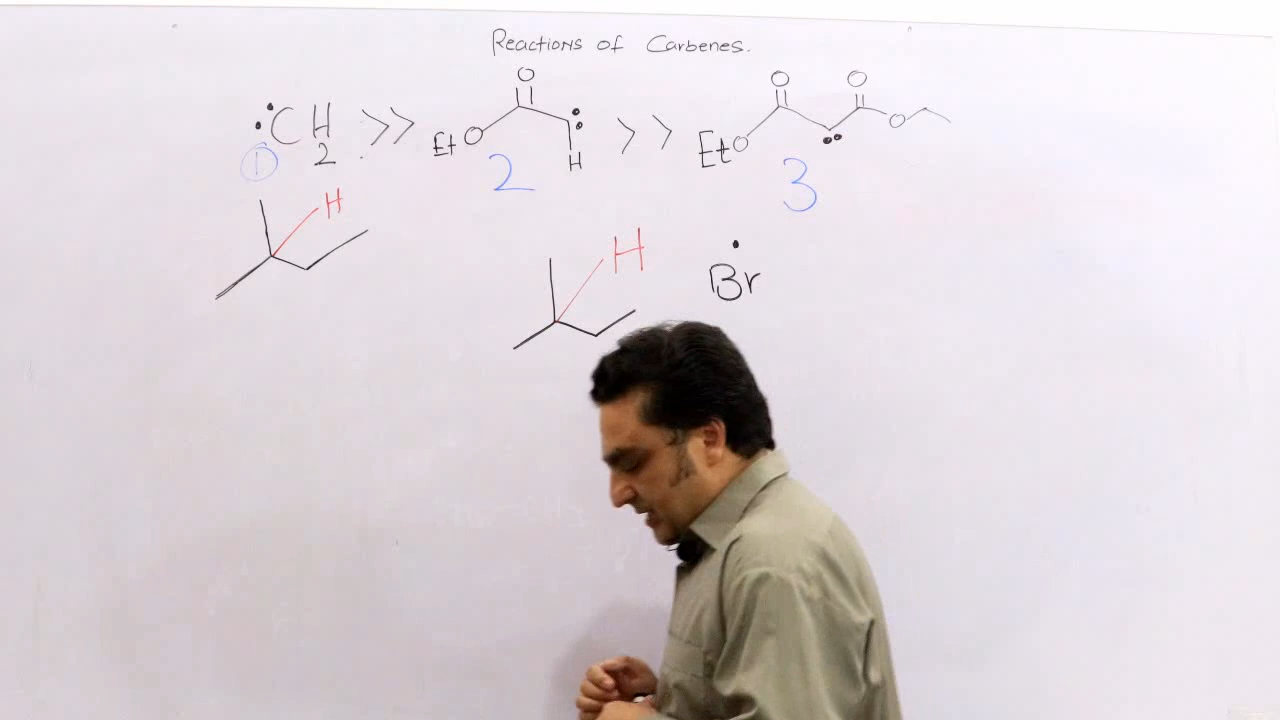 Reactions of Carbenes.
:CH2 >> EtO O : H >> EtO O O : O
1 2 3
H
H Br